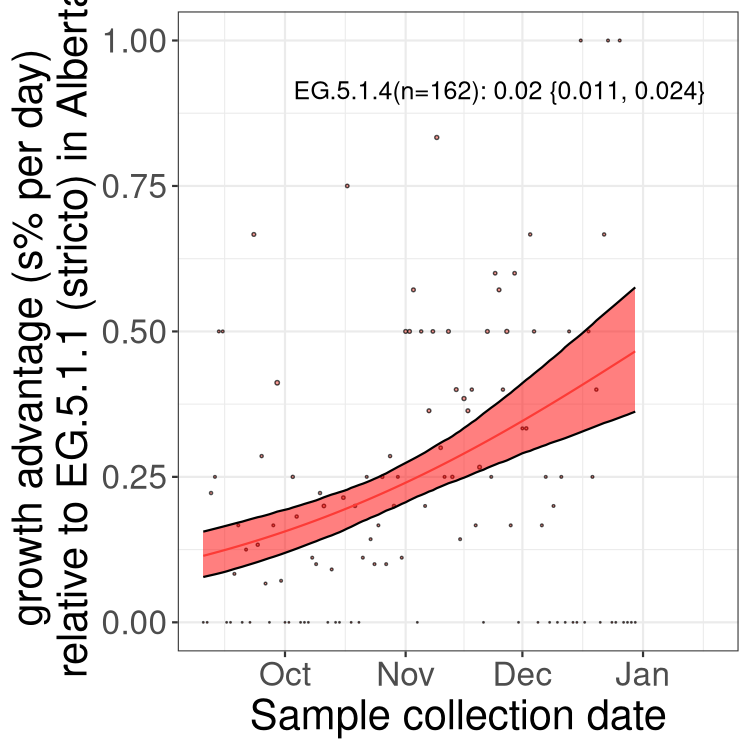 growth advantage (s% per day)
relative to EG.5.1.1 (stricto) in Alberta
1.00
0.75
0.50
0.25
0.00
EG.5.1.4(n=162): 0.02 {0.011, 0.024}
Oct Nov Dec Jan
Sample collection date